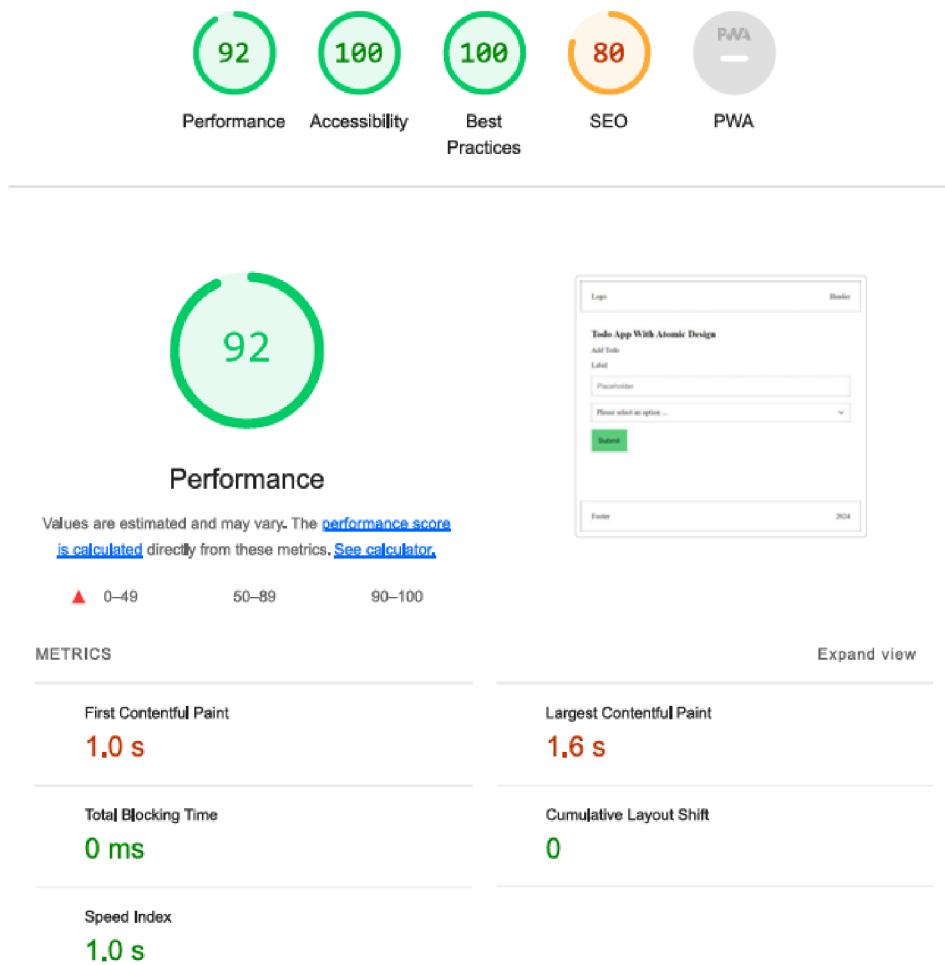 92
100
100
80
PWA
Performance
Accessibility
Best
Practices
SEO
PWA
92
Performance
Values are estimated and may vary. The performance score
is calculated directly from these metrics. See calculator.
0–49
50–89
90–100
Logo
Header
Todo App With Atomic Design
Add Todo
Label
Placeholder
Please select an option ...
Submit
Footer
2024
METRICS
Expand view
First Contentful Paint
1.0 s
Largest Contentful Paint
1.6 s
Total Blocking Time
0 ms
Cumulative Layout Shift
0
Speed Index
1.0 s